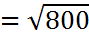 = √800